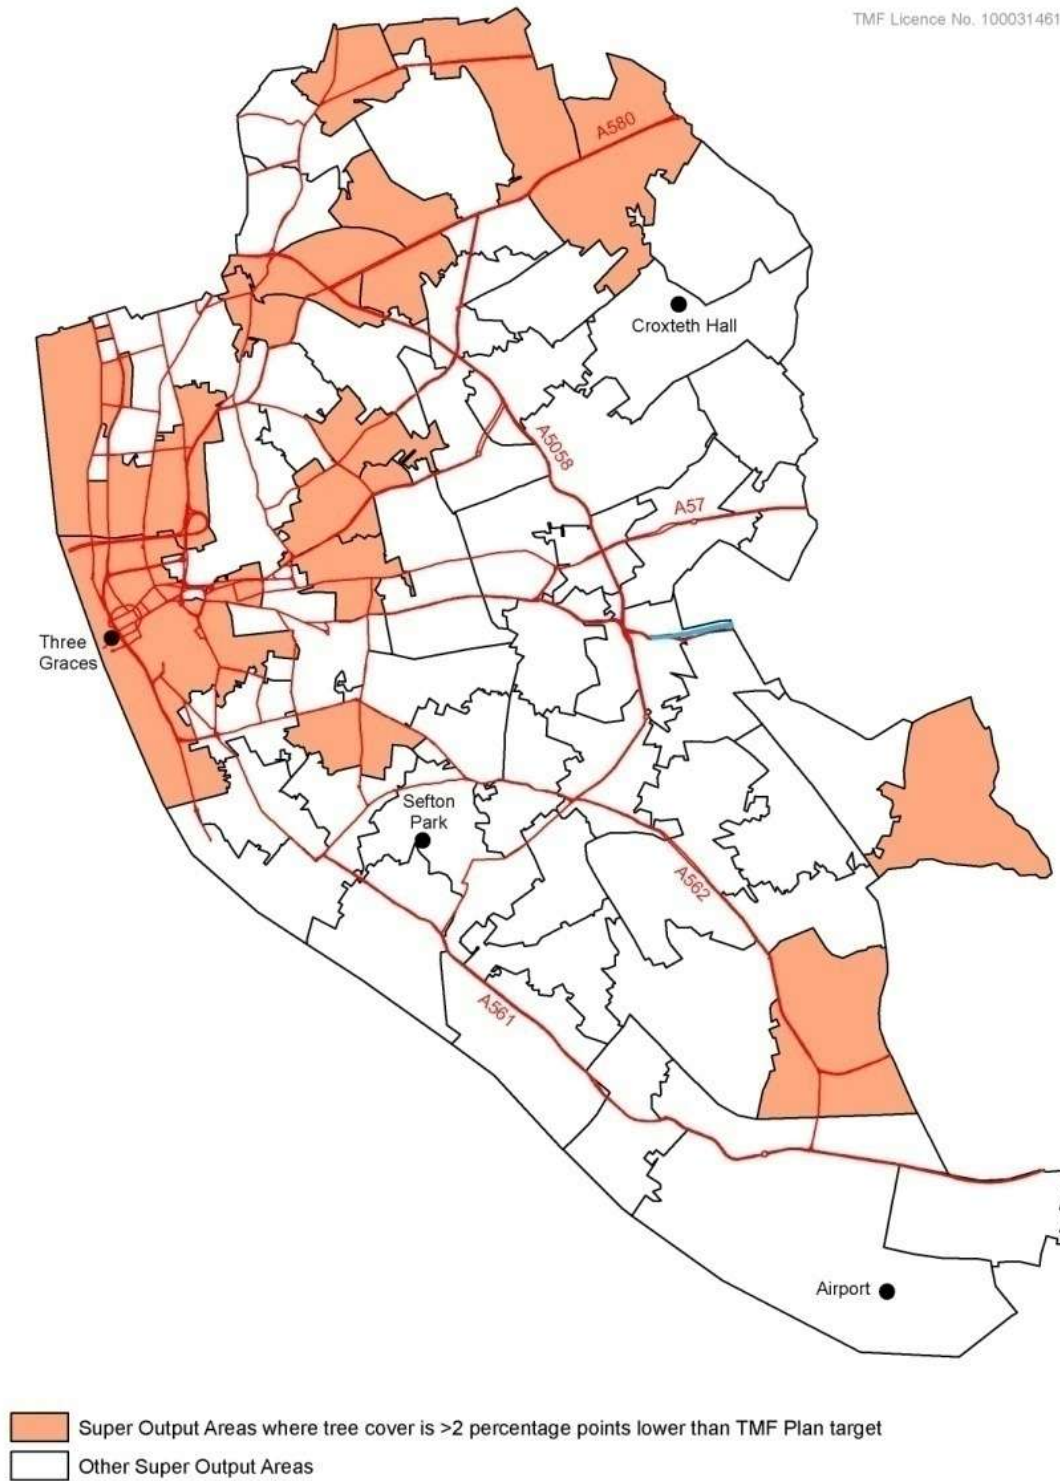 TMF Licence No. 100031461
A580
Croxteth Hall
A5058
A57
Three
Graces
Sefton
Park
A562
A561
Airport
Super Output Areas where tree cover is >2 percentage points lower than TMF Plan target
Other Super Output Areas